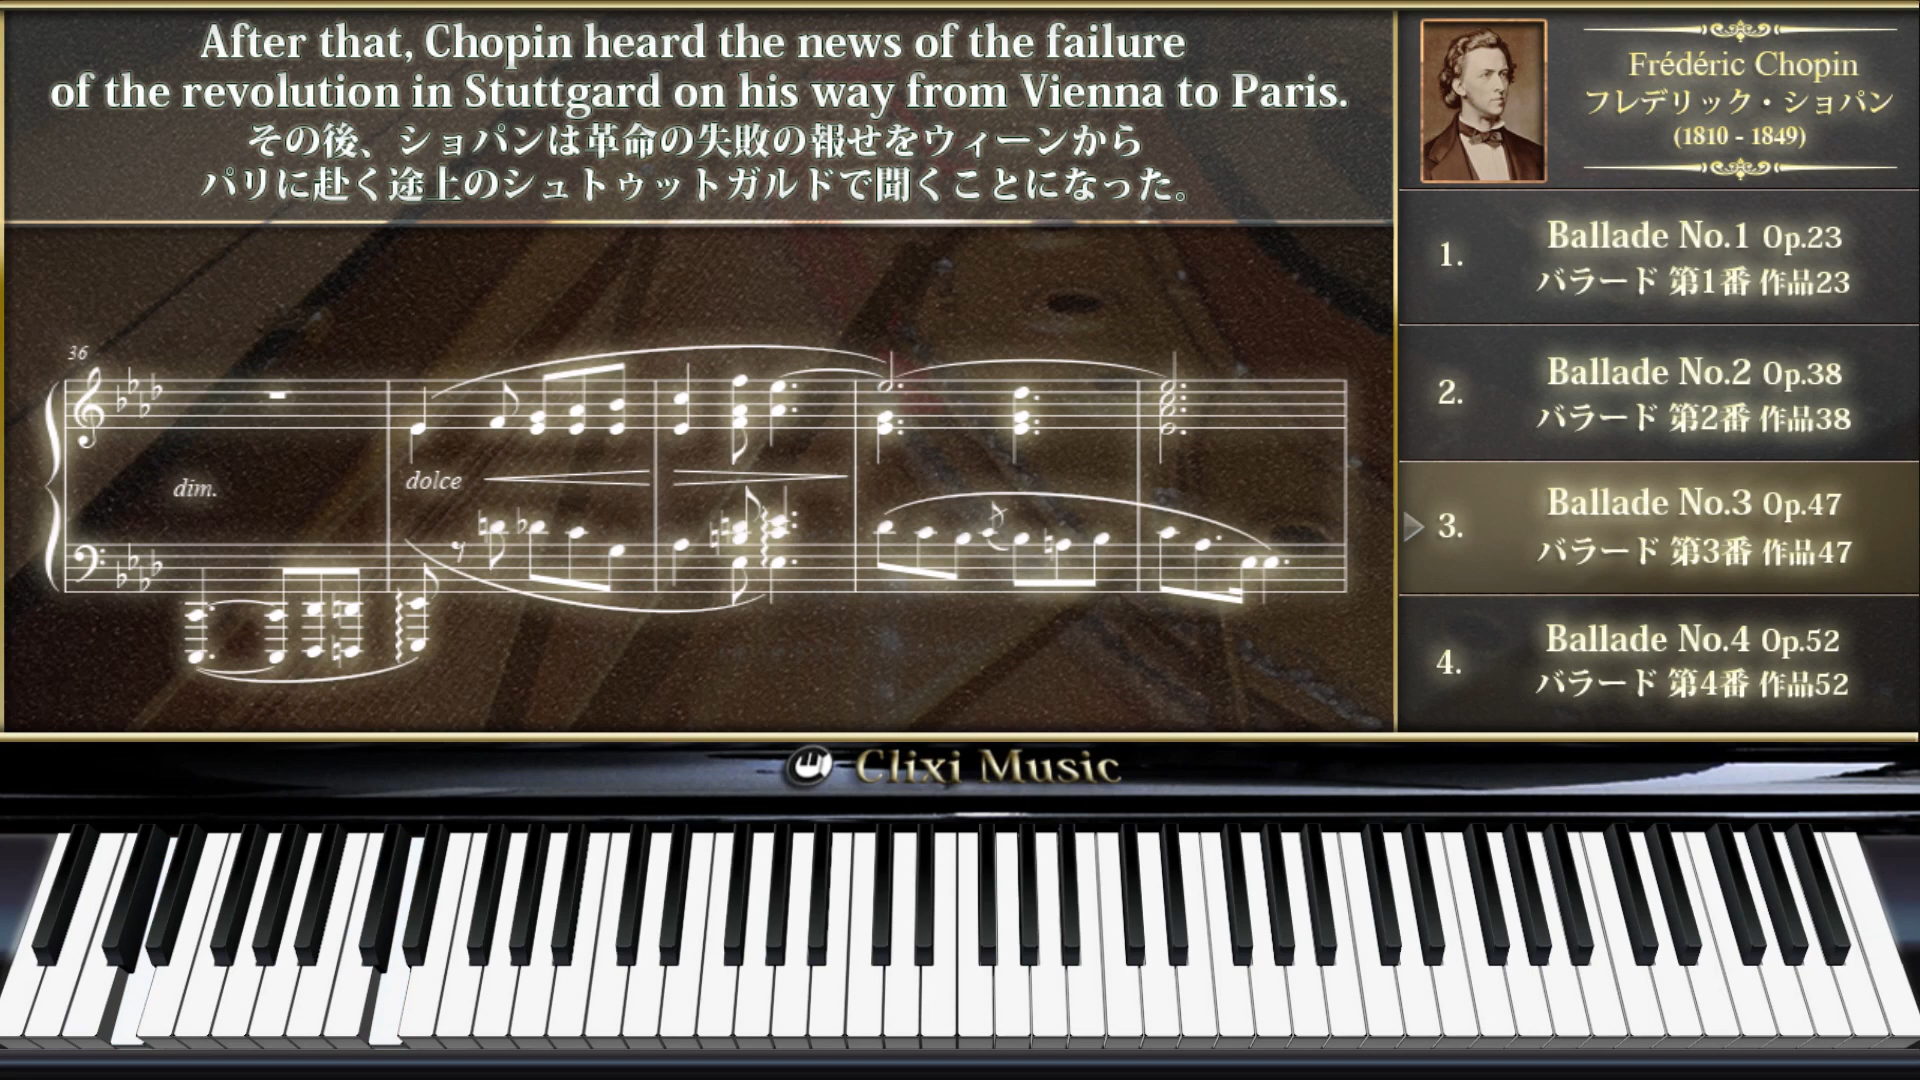 After that, Chopin heard the news of the failure
of the revolution in Stuttgard on his way from Vienna to Paris.
その後、ショパンは革命の失敗の報せをウィーンから
パリに赴く途上のシュトゥットガルドで聞くことになった。
Frédéric Chopin
フレデリック・ショパン
(1810 - 1849)
1. Ballade No.1 Op.23
バラード 第1番 作品23
2. Ballade No.2 Op.38
バラード 第2番 作品38
3. Ballade No.3 Op.47
バラード 第3番 作品47
4. Ballade No.4 Op.52
バラード 第4番 作品52
36
dim.
dolce
Clixi Music